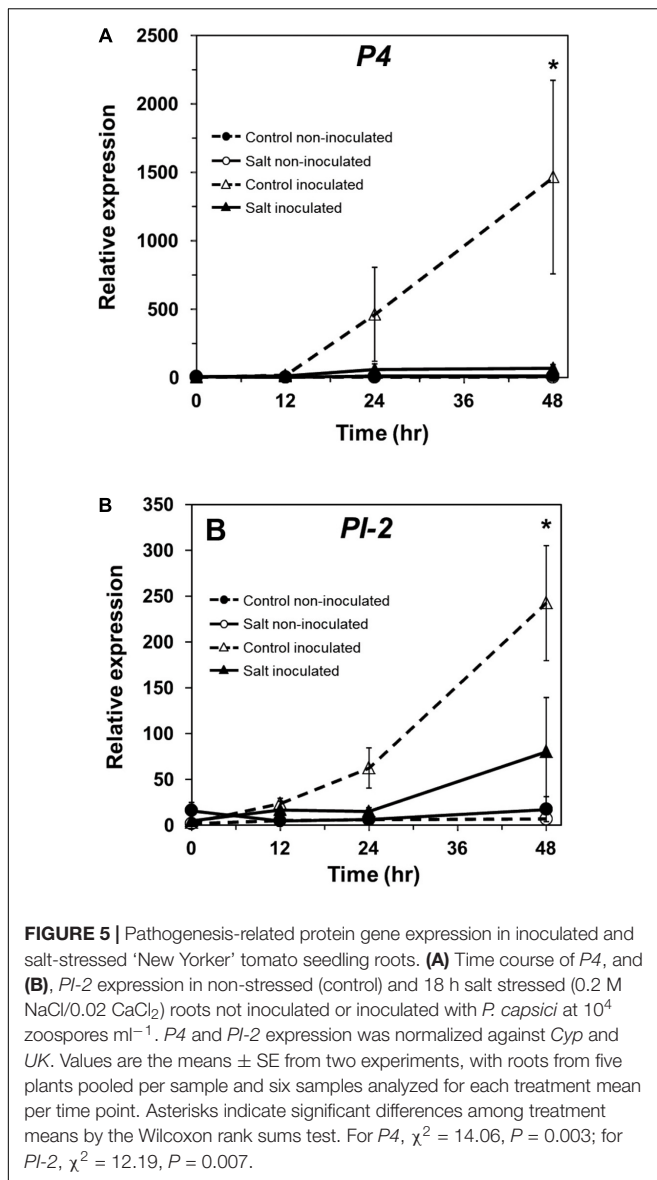 A
P4
*
2500
2000
1500
1000
500
0
Relative expression
Control non-inoculated
Salt non-inoculated
Control inoculated
Salt inoculated
0 12 24 36 48
Time (hr)
B
B PI-2
*
350
300
250
200
150
100
50
0
Relative expression
Control non-inoculated
Salt non-inoculated
Control inoculated
Salt inoculated
0 12 24 36 48
Time (hr)
FIGURE 5 | Pathogenesis-related protein gene expression in inoculated and
salt-stressed ‘New Yorker’ tomato seedling roots. (A) Time course of P4, and
(B), PI-2 expression in non-stressed (control) and 18 h salt stressed (0.2 M
NaCl/0.02 CaCl₂) roots not inoculated or inoculated with P. capsici at 10⁴
zoospores ml⁻¹. P4 and PI-2 expression was normalized against Cyp and
UK. Values are the means ± SE from two experiments, with roots from five
plants pooled per sample and six samples analyzed for each treatment mean
per time point. Asterisks indicate significant differences among treatment
means by the Wilcoxon rank sums test. For P4, χ² = 14.06, P = 0.003; for
PI-2, χ² = 12.19, P = 0.007.